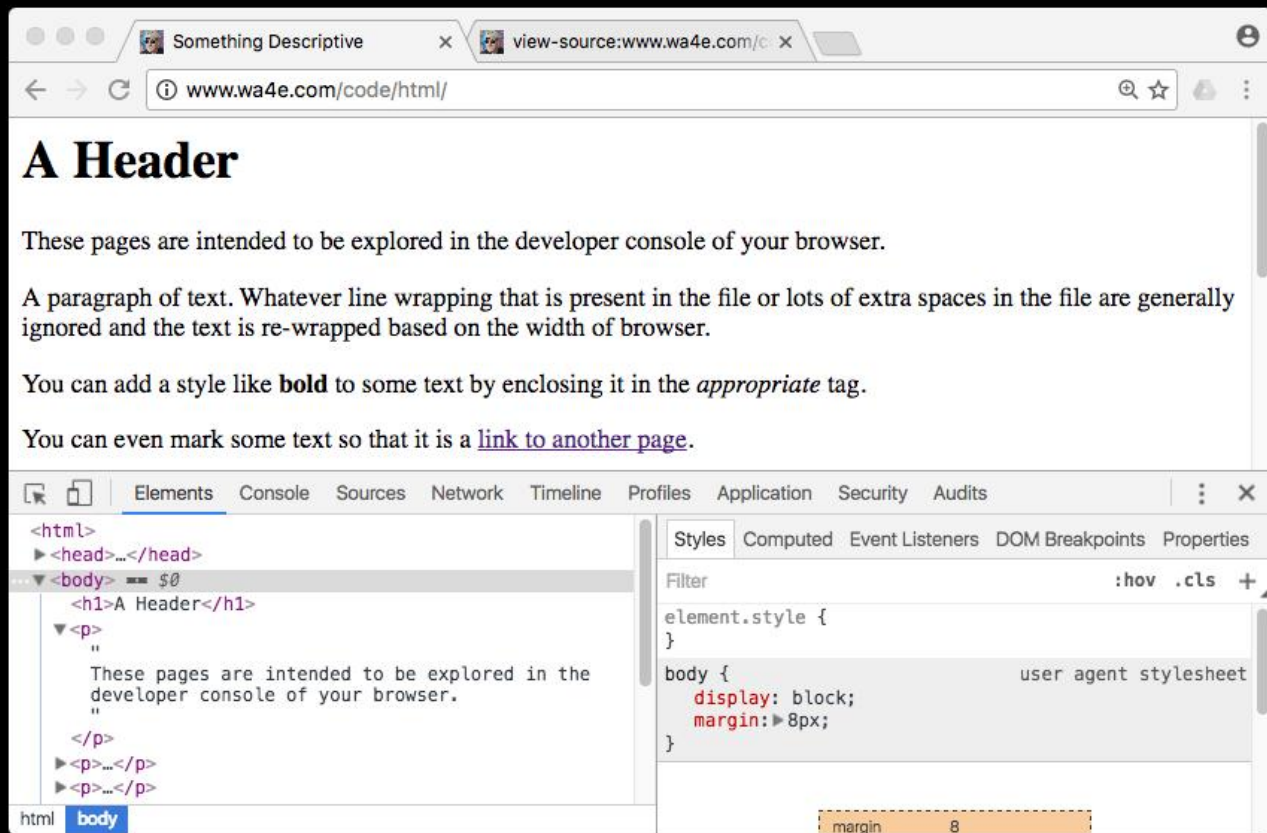 Something Descriptive
view-source:www.wa4e.com/c
www.wa4e.com/code/html/
A Header
These pages are intended to be explored in the developer console of your browser.
A paragraph of text. Whatever line wrapping that is present in the file or lots of extra spaces in the file are generally
ignored and the text is re-wrapped based on the width of browser.
You can add a style like bold to some text by enclosing it in the appropriate tag.
You can even mark some text so that it is a link to another page.
Elements Console Sources Network Timeline Profiles Application Security Audits
<html>
<head>…</head>
… <body> == $0
<h1>A Header</h1>
<p>
"
These pages are intended to be explored in the
developer console of your browser.
"
</p>
<p>…</p>
<p>…</p>
html body
Styles Computed Event Listeners DOM Breakpoints Properties
Filter :hov .cls +
element.style {
}
body { user agent stylesheet
display: block;
margin: 8px;
}
margin 8